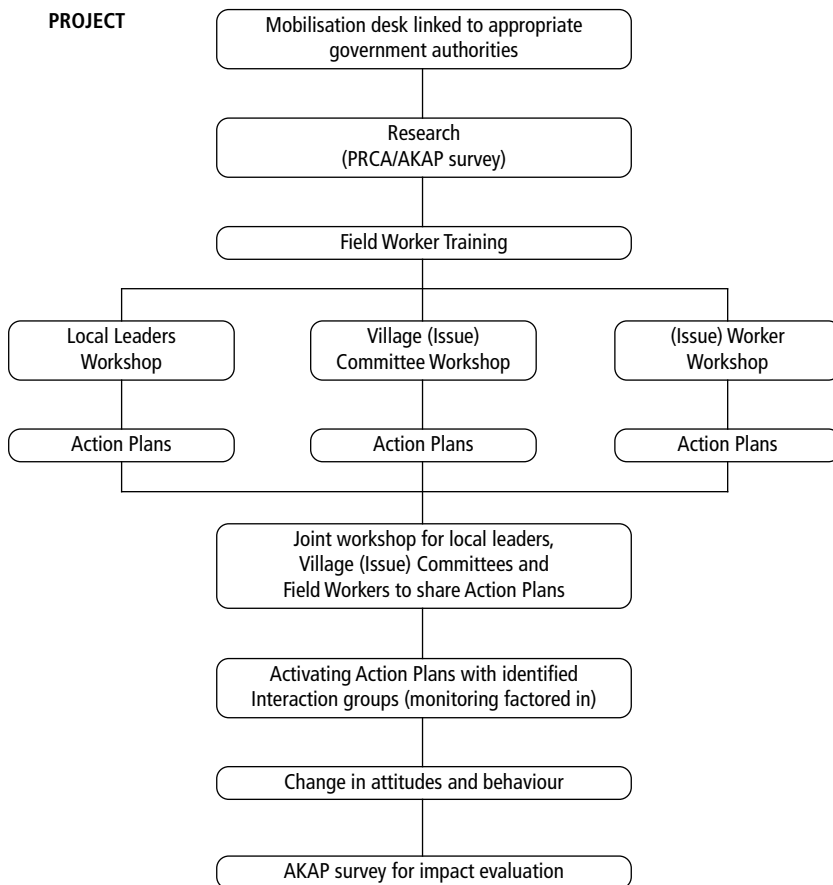 PROJECT
Mobilisation desk linked to appropriate
government authorities
Research
(PRCA/AKAP survey)
Field Worker Training
Local Leaders
Workshop
Village (Issue)
Committee Workshop
(Issue) Worker
Workshop
Action Plans
Action Plans
Action Plans
Joint workshop for local leaders,
Village (Issue) Committees and
Field Workers to share Action Plans
Activating Action Plans with identified
Interaction groups (monitoring factored in)
Change in attitudes and behaviour
AKAP survey for impact evaluation